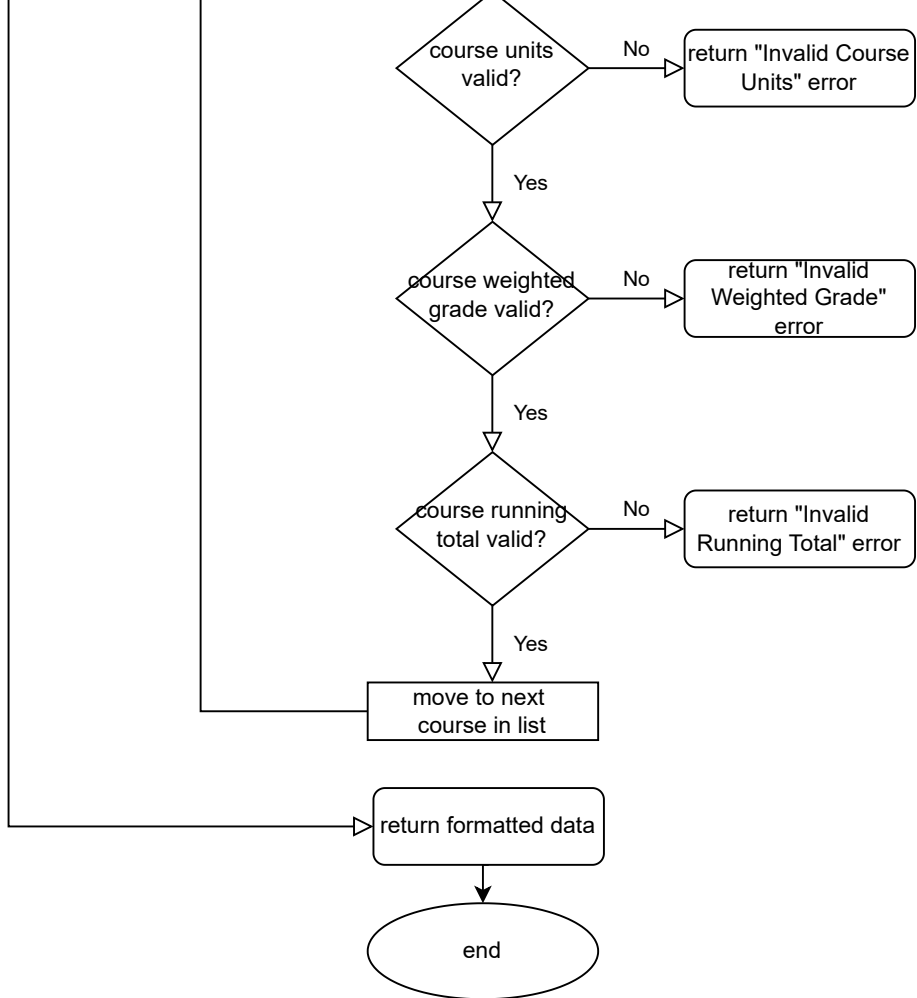 course units
valid?
No
return "Invalid Course
Units" error
Yes
course weighted
grade valid?
No
return "Invalid
Weighted Grade"
error
Yes
course running
total valid?
No
return "Invalid
Running Total" error
Yes
move to next
course in list
return formatted data
end